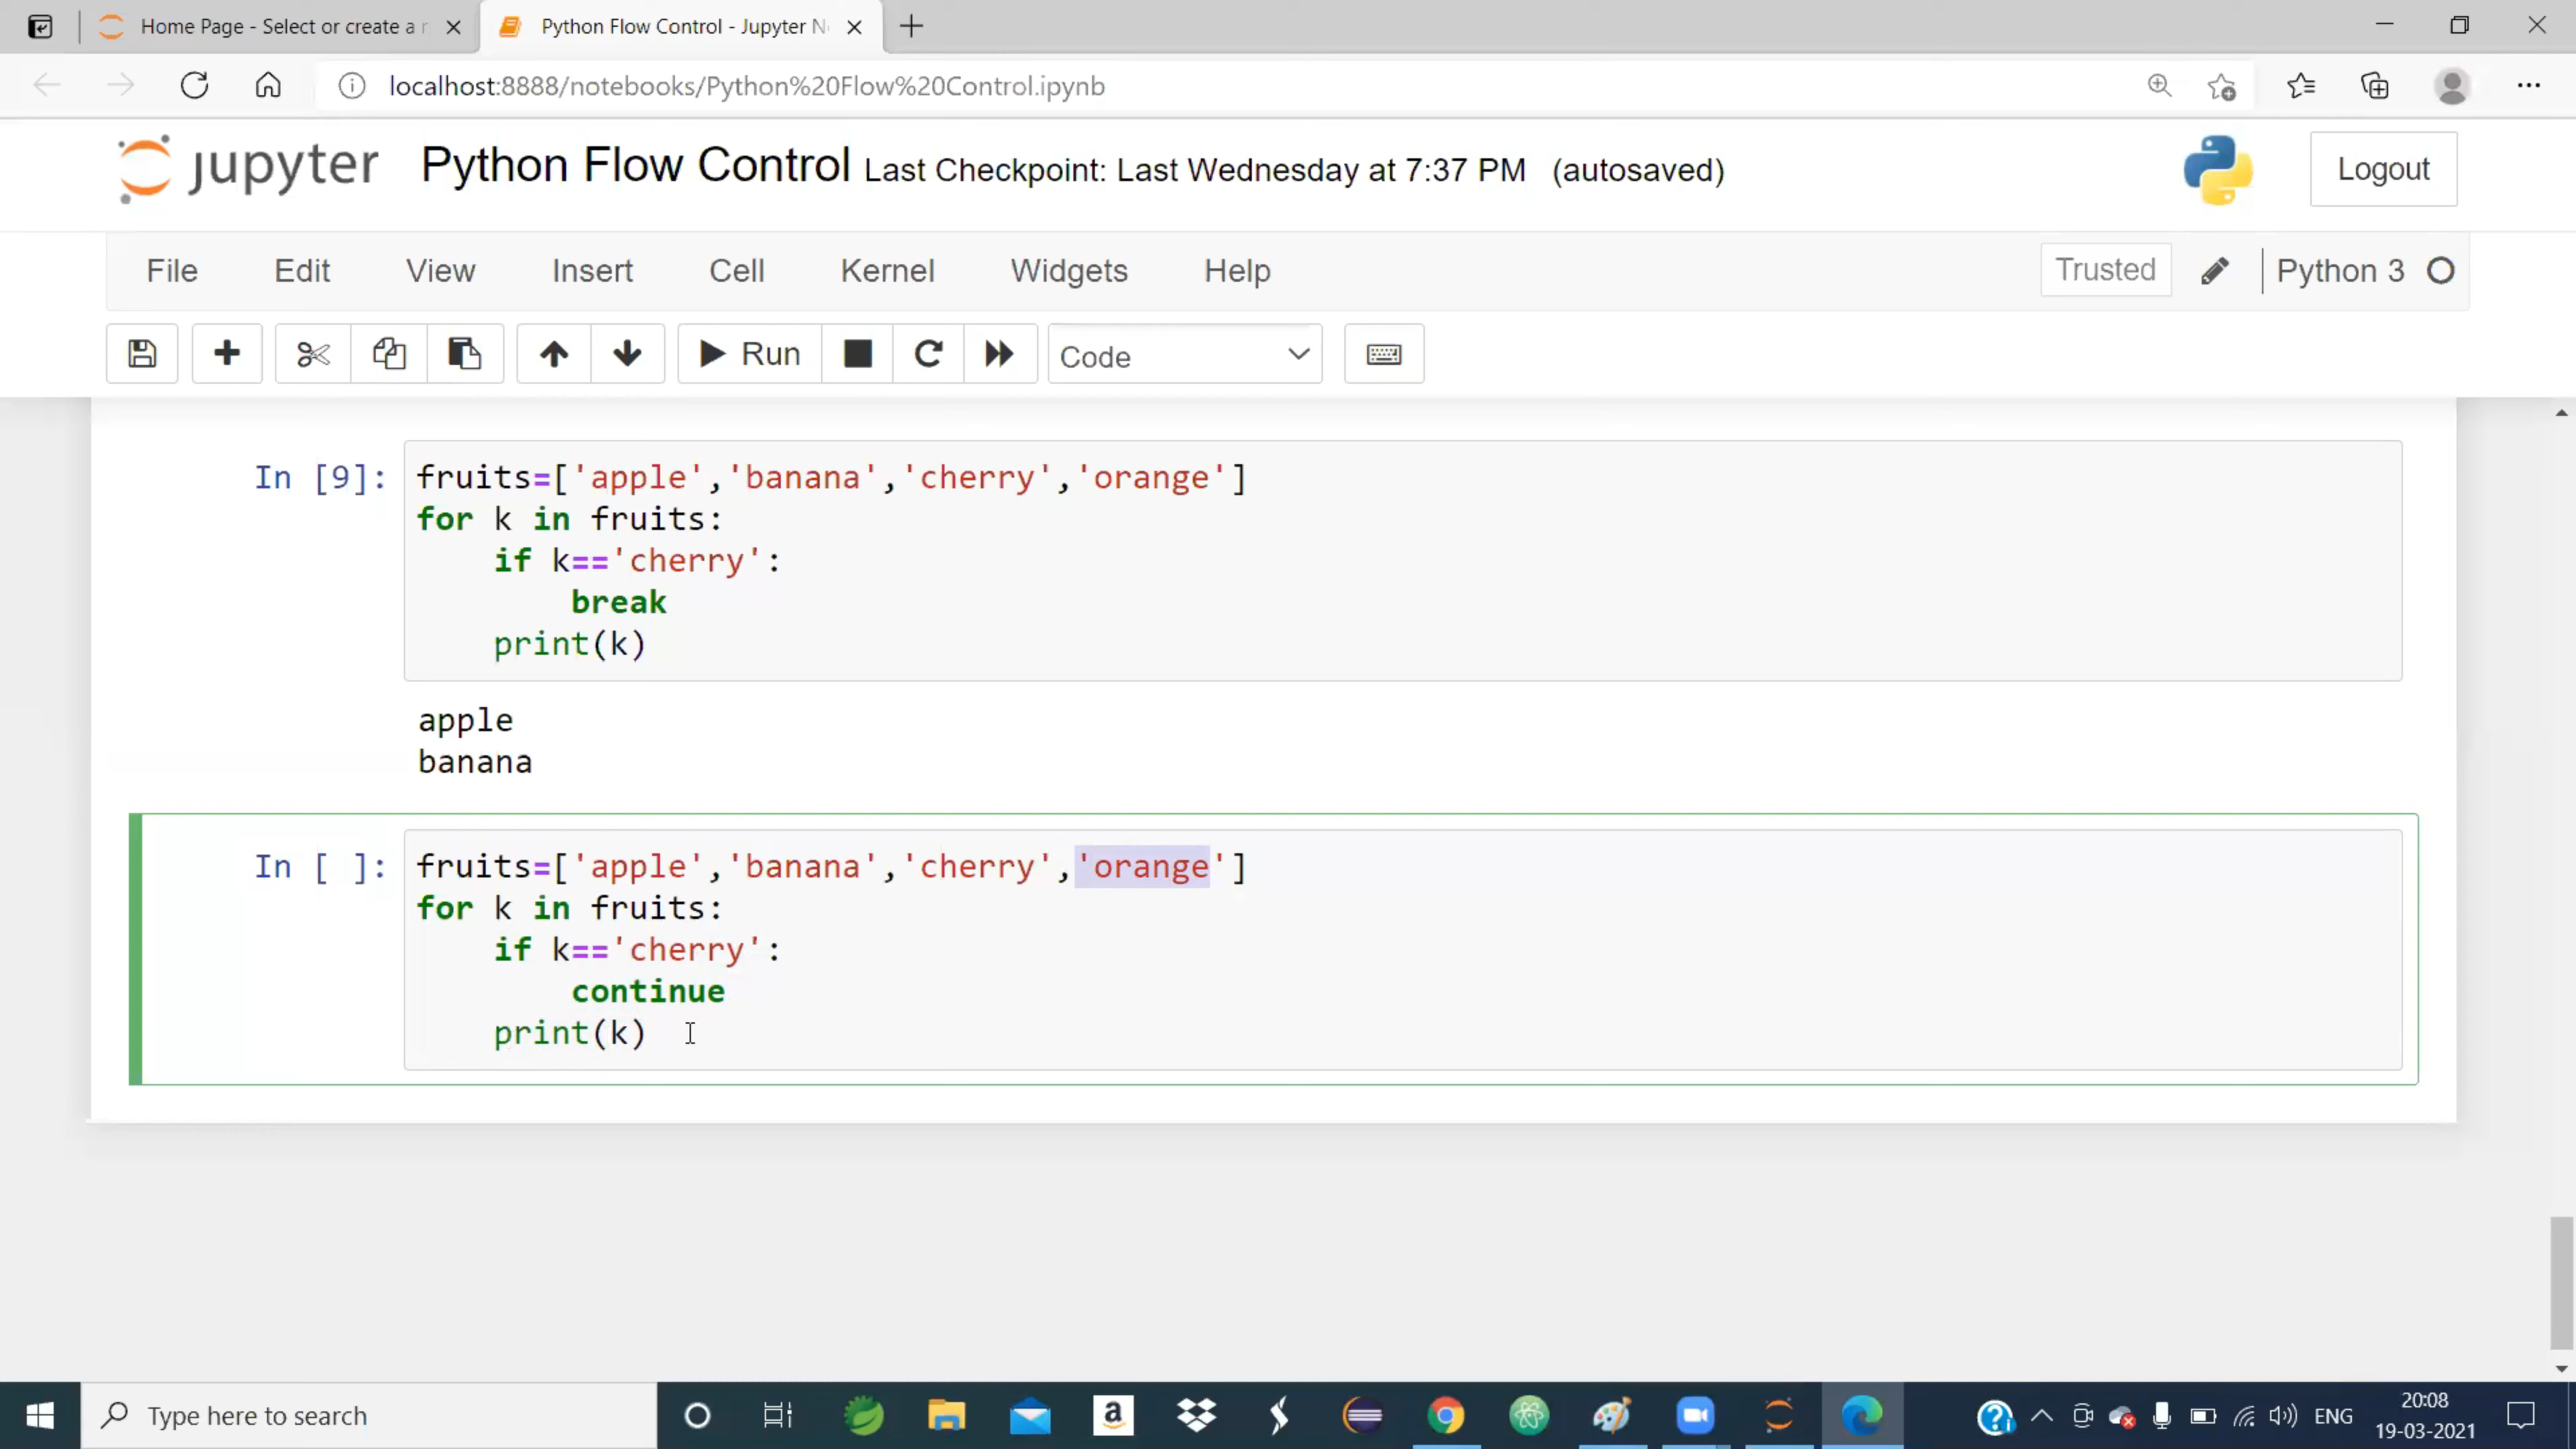 Home Page - Select or create a r
Python Flow Control - Jupyter N
localhost:8888/notebooks/Python%20Flow%20Control.ipynb
jupyter Python Flow Control Last Checkpoint: Last Wednesday at 7:37 PM (autosaved)
Logout
File Edit View Insert Cell Kernel Widgets Help Trusted Python 3
Run Code
In [9]: fruits=['apple','banana','cherry','orange']
for k in fruits:
    if k=='cherry':
        break
    print(k)
apple
banana
In [ ]: fruits=['apple','banana','cherry','orange']
for k in fruits:
    if k=='cherry':
        continue
    print(k)
Type here to search
a
ENG
20:08
19-03-2021